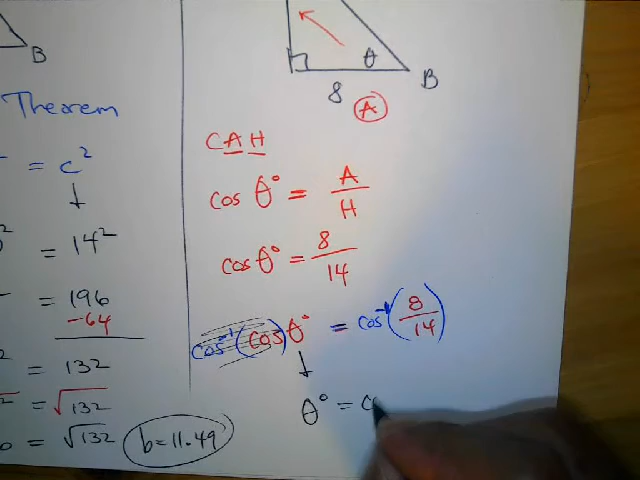 B
Theorem
= c²
= 14²
= 196
-64
= 132
= √132
= √132
b=11.49
θ
B
8
A
CAH
cos θ° = A/H
cos θ° = 8/14
cos⁻¹(cos)θ° = cos⁻¹(8/14)
θ° = c